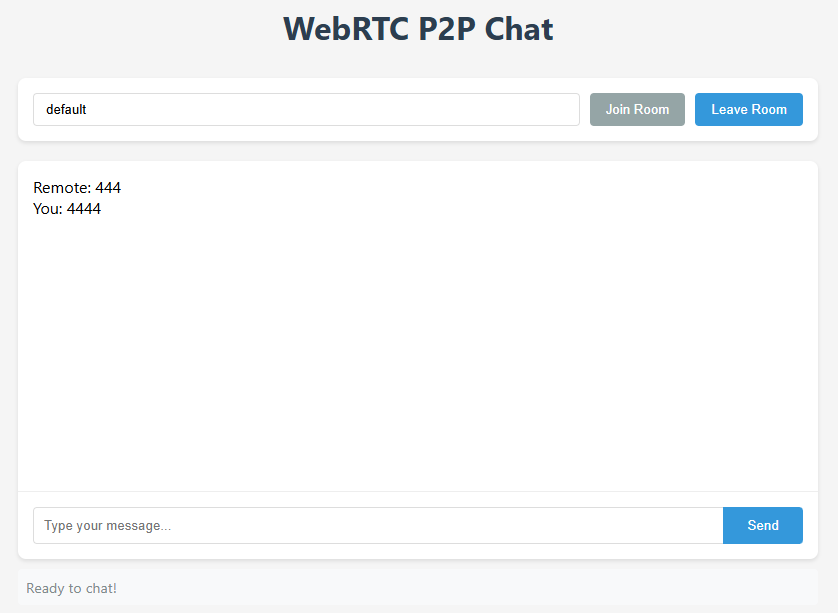 WebRTC P2P Chat
default
Join Room
Leave Room
Remote: 444
You: 4444
Type your message...
Send
Ready to chat!